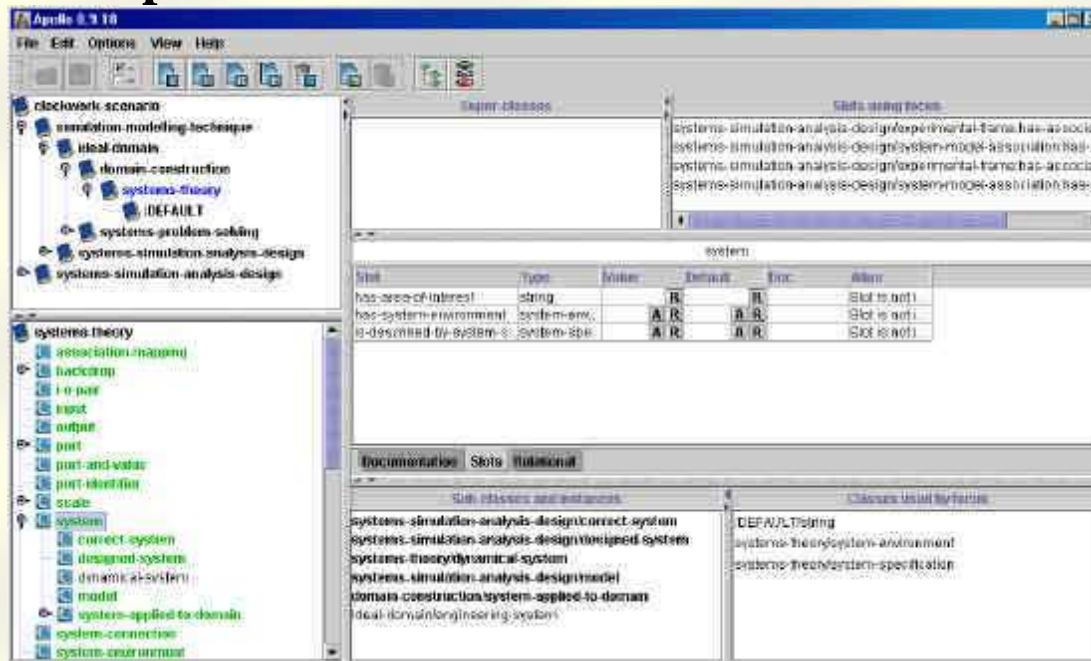 Apollo 0.9.18
File Edit Options View Help
clockwork-scenario
simulation-modelling-technique
ideal-domain
domain-construction
systems-theory
:DEFAULT
systems-problem-solving
systems-simulation-analysis-design
systems-simulation-analysis-design
Super classes
Slots using focus
systems-simulation-analysis-design/experimental-frame:has-associa
systems-simulation-analysis-design/system-model-association:has-
systems-simulation-analysis-design/experimental-frame:has-associa
systems-simulation-analysis-design/system-model-association:has-
system
Slot Type Value Default Doc
has-area-of-interest string R R Slot is not i
has-system-environment system-env.. A R A R Slot is not i
is-described-by-system-s system-spe.. A R A R Slot is not i
Documentation Slots Relational
systems-theory
association-mapping
backdrop
i-o-pair
input
output
port
port-and-value
port-identifier
scale
system
correct-system
designed-system
dynamical-system
model
system-applied-to-domain
system-connection
system-environment
Sub classes and instances
systems-simulation-analysis-design/correct-system
systems-simulation-analysis-design/designed-system
systems-theory/dynamical-system
systems-simulation-analysis-design/model
domain-construction/system-applied-to-domain
ideal-domain/engineering-system
Classes used by focus
:DEFAULT/string
systems-theory/system-environment
systems-theory/system-specification